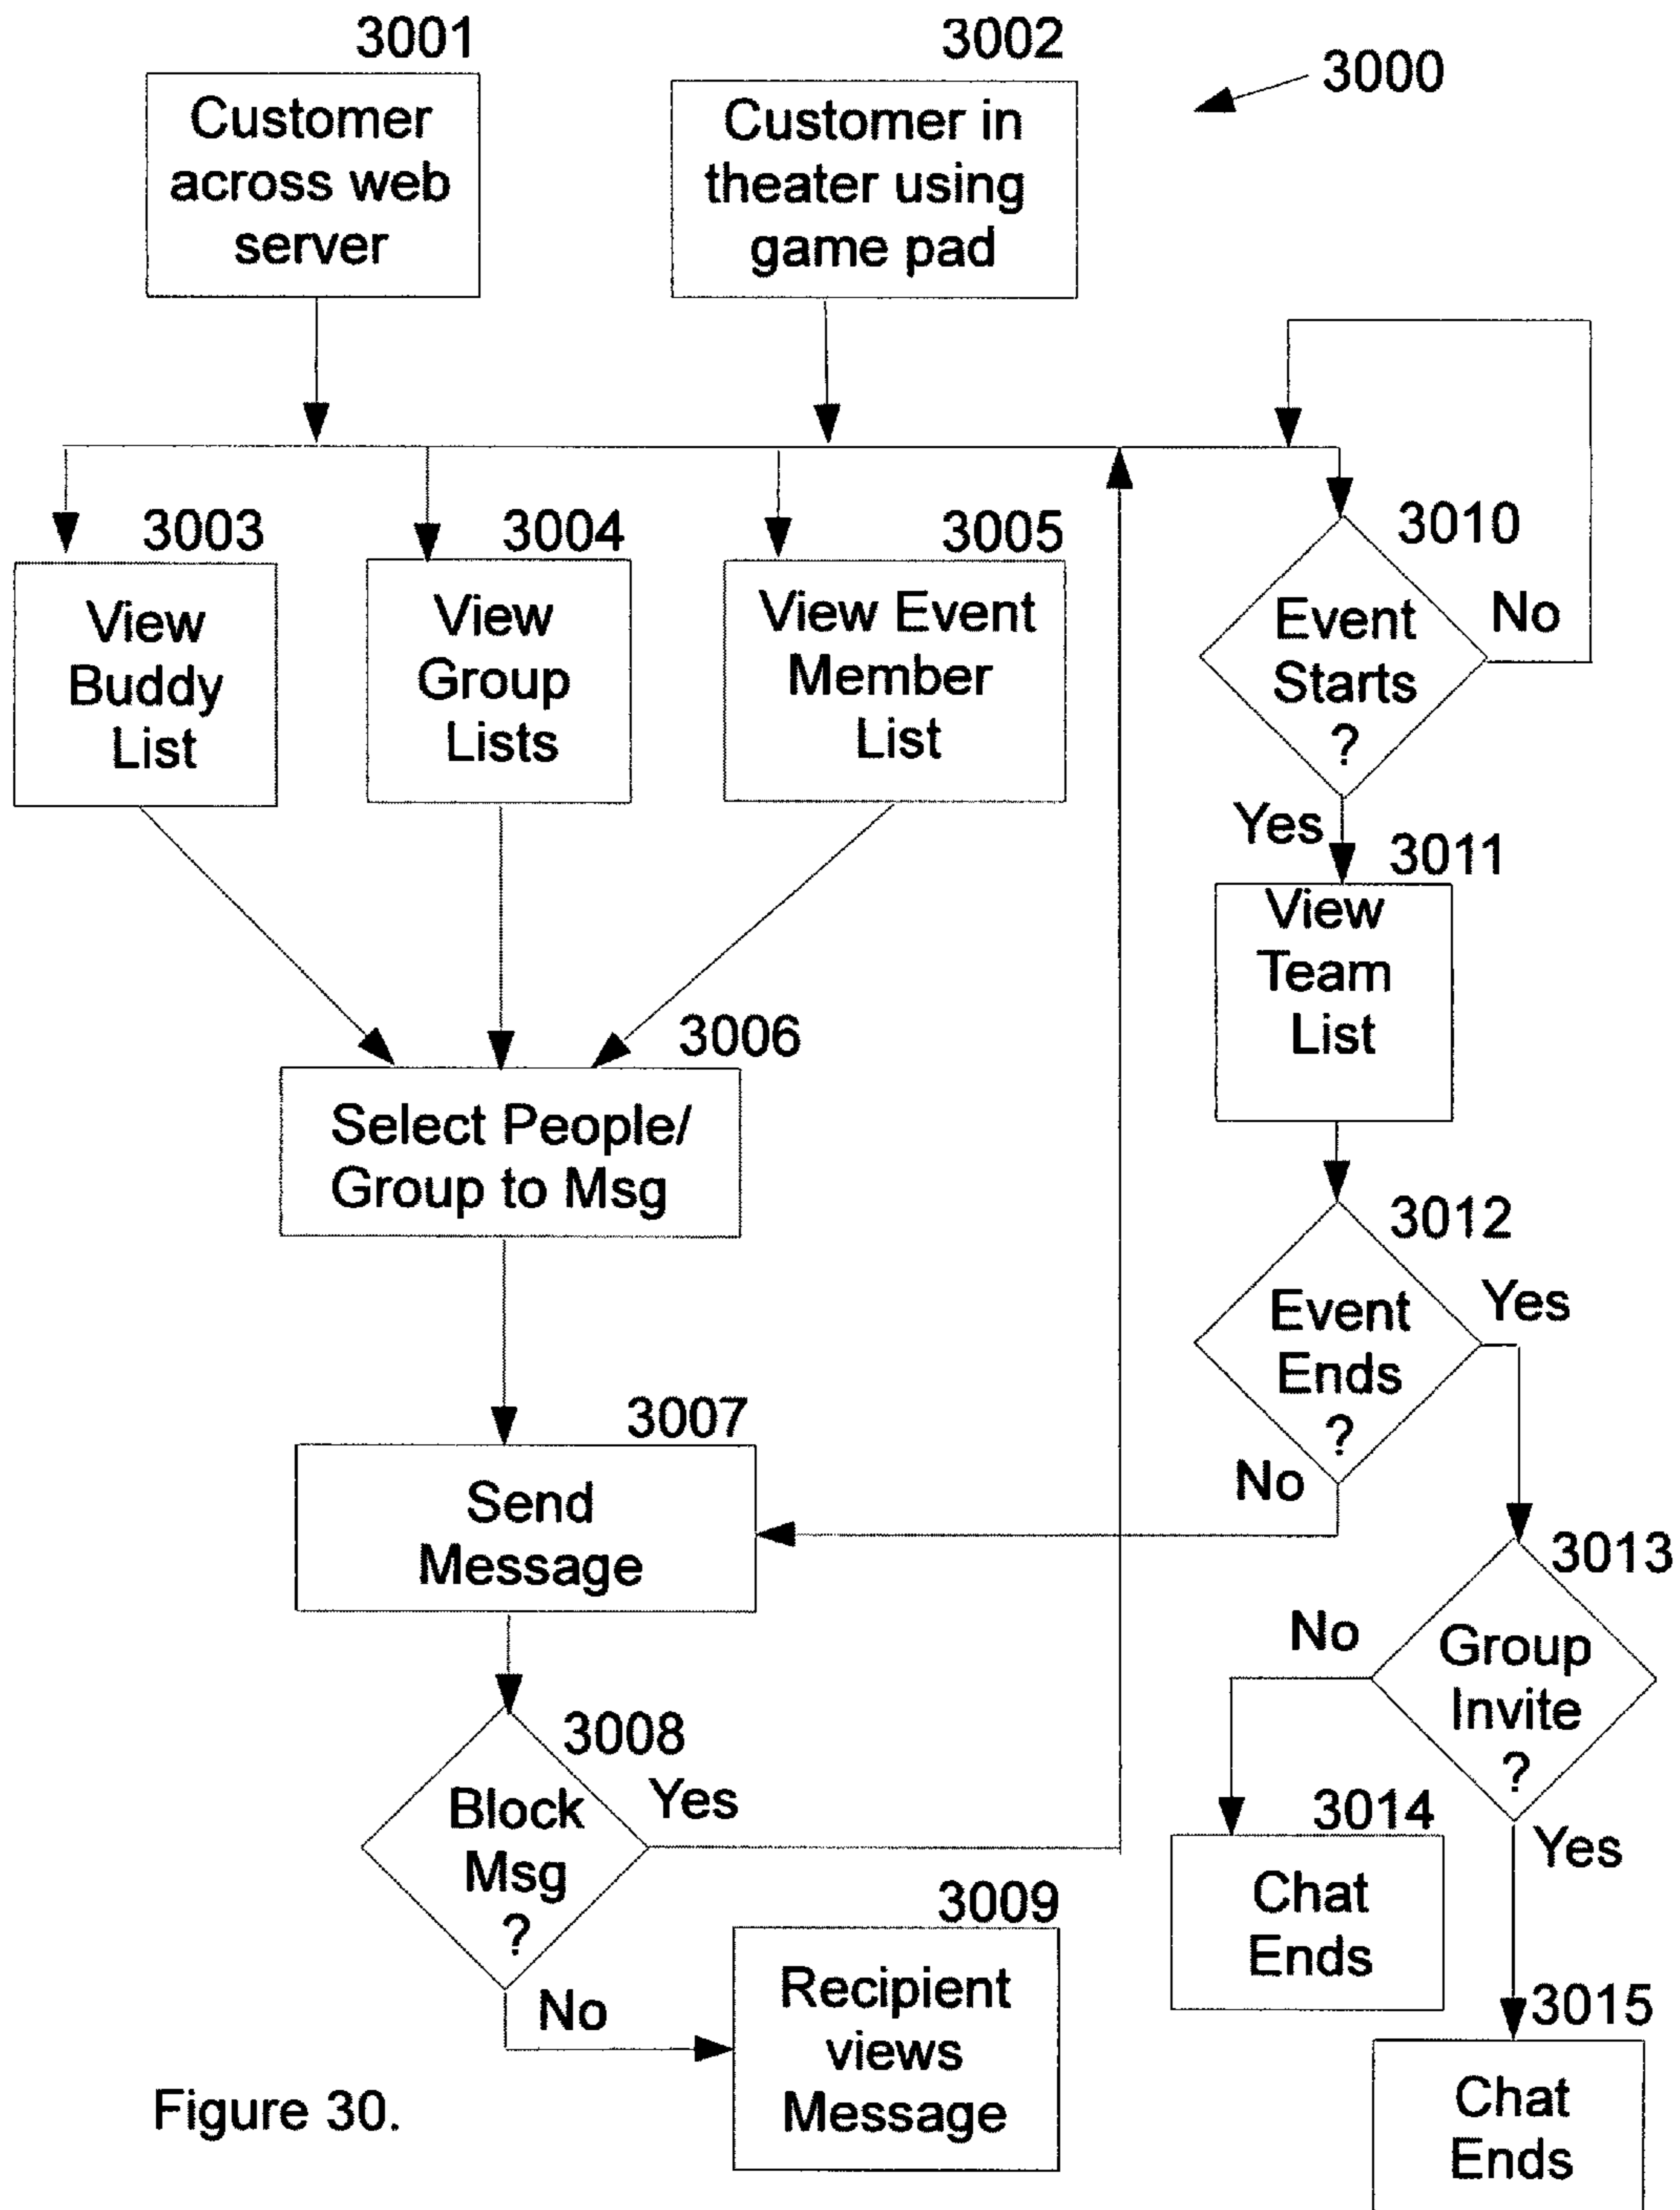 3001
3002
3000
Customer
across web
server
Customer in
theater using
game pad
3003
3004
3005
3010
View
Buddy
List
View
Group
Lists
View Event
Member
List
Event
Starts
?
No
Yes
3011
View
Team
List
3006
Select People/
Group to Msg
3012
Event
Ends
?
Yes
No
3007
Send
Message
3013
Group
Invite
?
No
Yes
3008
Block
Msg
?
Yes
No
3014
Chat
Ends
3009
Recipient
views
Message
3015
Chat
Ends
Figure 30.